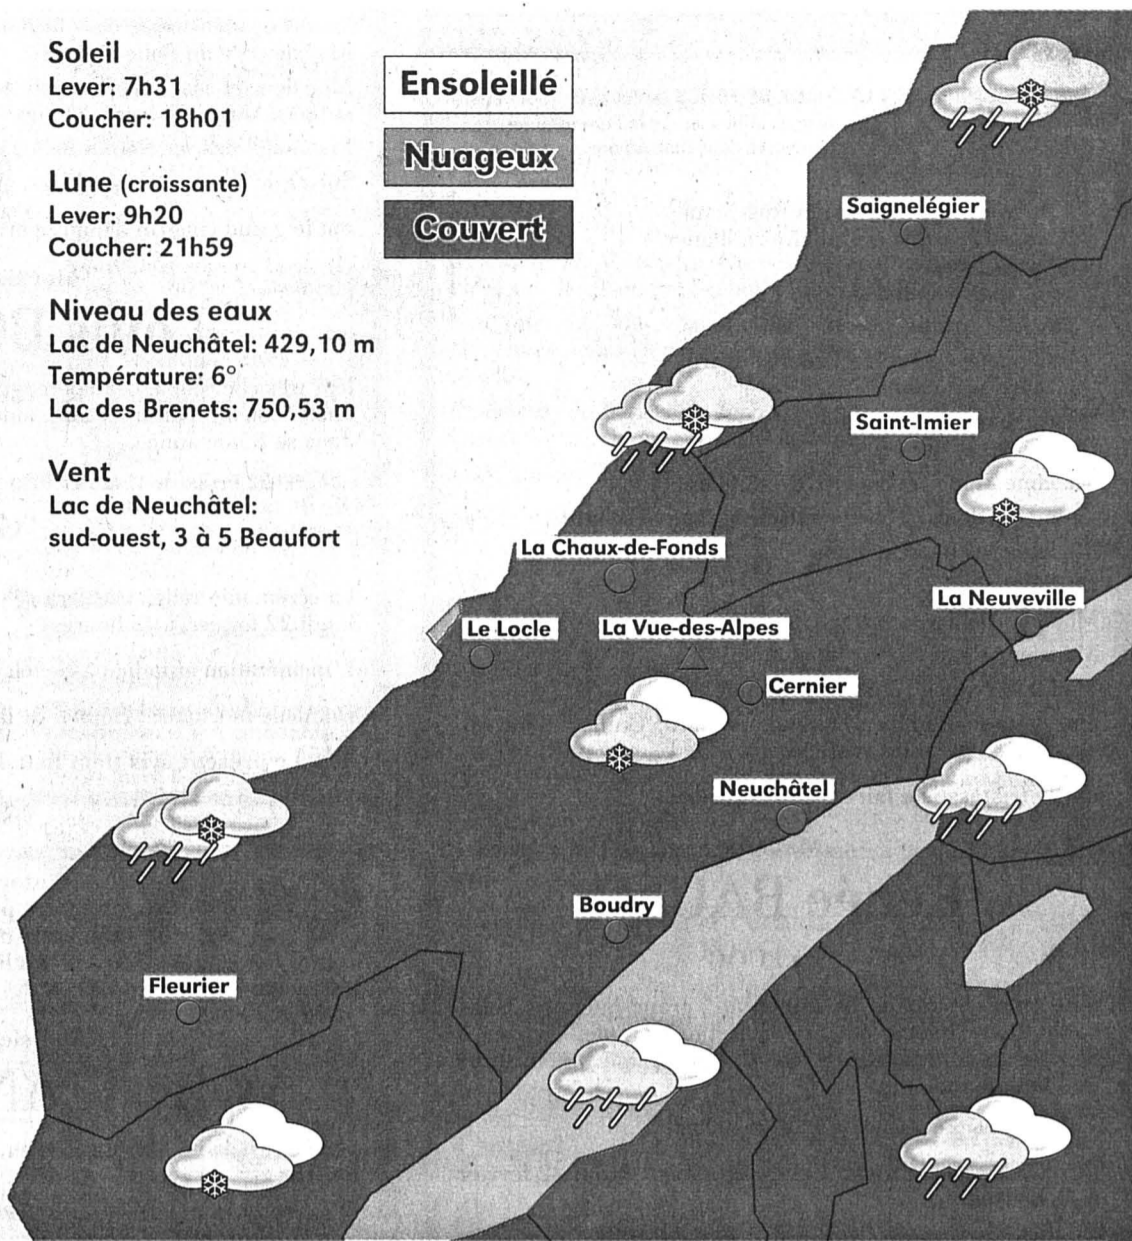 Soleil
Lever: 7h31
Coucher: 18h01
Lune (croissante)
Lever: 9h20
Coucher: 21h59
Niveau des eaux
Lac de Neuchâtel: 429,10 m
Température: 6°
Lac des Brenets: 750,53 m
Vent
Lac de Neuchâtel:
sud-ouest, 3 à 5 Beaufort
Ensoleillé
Nuageux
Couvert
Saignelégier
Saint-Imier
La Chaux-de-Fonds
La Neuveville
Le Locle
La Vue-des-Alpes
Cernier
Neuchâtel
Boudry
Fleurier